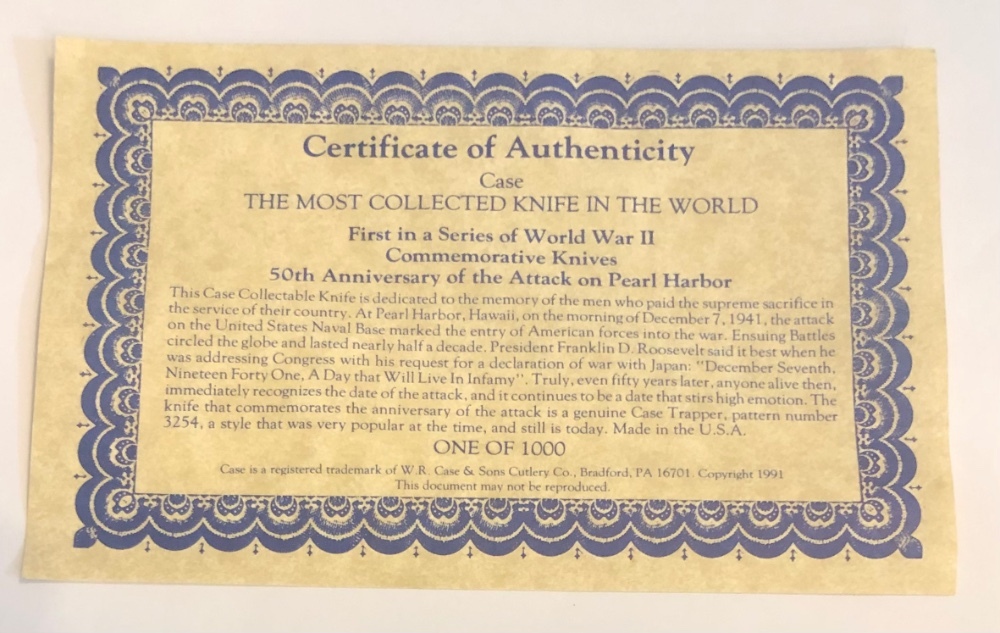 Certificate of Authenticity
Case
THE MOST COLLECTED KNIFE IN THE WORLD
First in a Series of World War II
Commemorative Knives
50th Anniversary of the Attack on Pearl Harbor
This Case Collectable Knife is dedicated to the memory of the men who paid the supreme sacrifice in
the service of their country. At Pearl Harbor, Hawaii, on the morning of December 7, 1941, the attack
on the United States Naval Base marked the entry of American forces into the war. Ensuing Battles
circled the globe and lasted nearly half a decade. President Franklin D. Roosevelt said it best when he
was addressing Congress with his request for a declaration of war with Japan: "December Seventh,
Nineteen Forty One, A Day that Will Live In Infamy". Truly, even fifty years later, anyone alive then,
immediately recognizes the date of the attack, and it continues to be a date that stirs high emotion. The
knife that commemorates the anniversary of the attack is a genuine Case Trapper, pattern number
3254, a style that was very popular at the time, and still is today. Made in the U.S.A.
ONE OF 1000
Case is a registered trademark of W.R. Case & Sons Cutlery Co., Bradford, PA 16701. Copyright 1991
This document may not be reproduced.